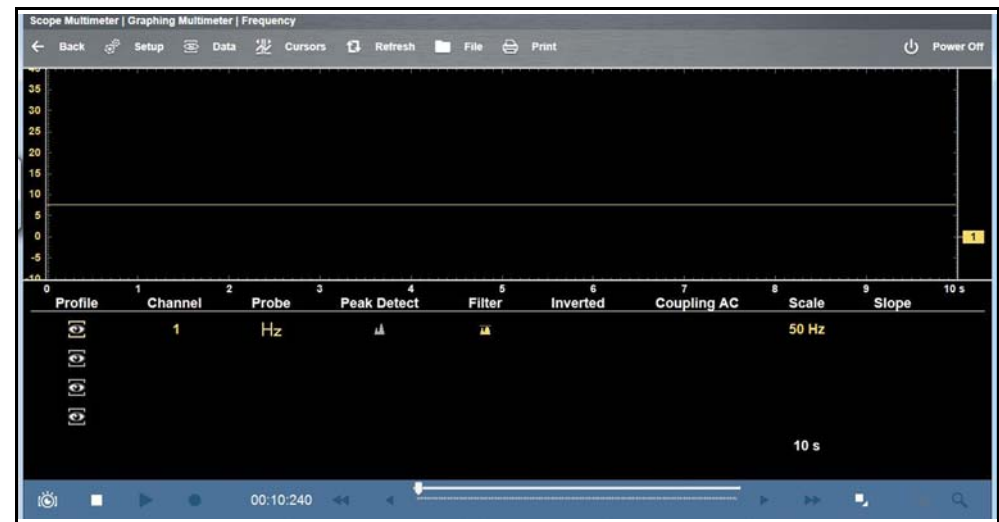 Scope Multimeter | Graphing Multimeter | Frequency
Back Setup Data Cursors Refresh File Print Power Off
40
35
30
25
20
15
10
5
0 1
-5
-10
0 1 2 3 4 5 6 7 8 9 10 s
Profile Channel Probe Peak Detect Filter Inverted Coupling AC Scale Slope
1 Hz 50 Hz
10 s
00:10:240